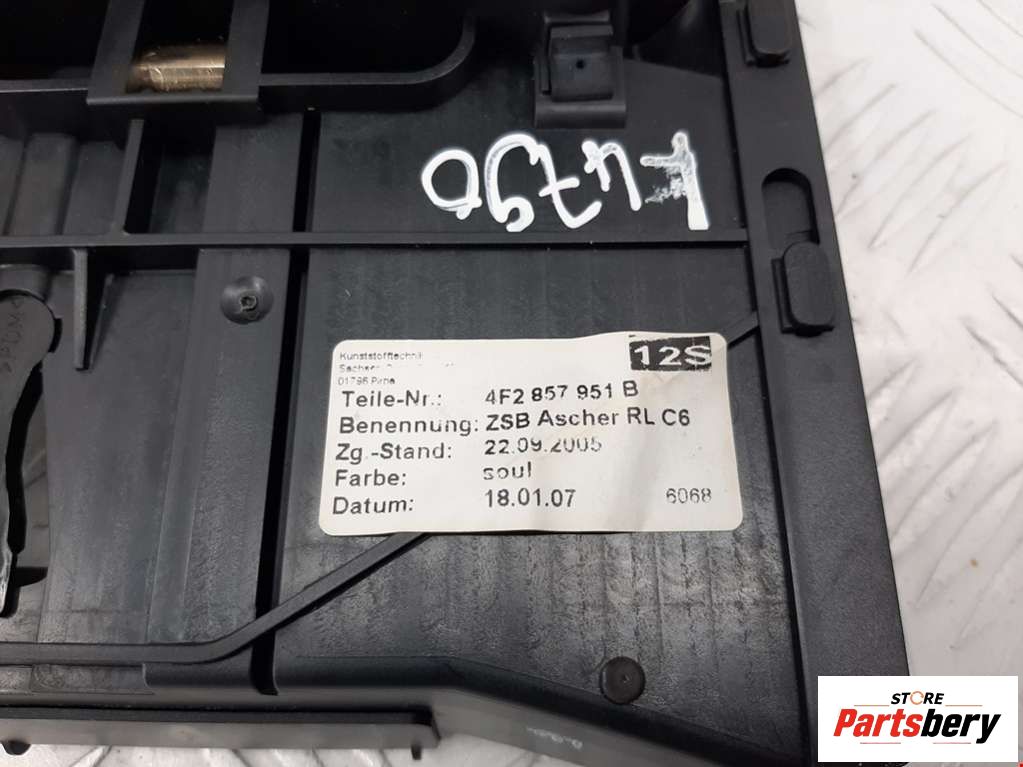 F4790
Kunststofftechnik
12S
01796 Pirna
Teile-Nr.: 4F2 857 951 B
Benennung: ZSB Ascher RL C6
Zg.-Stand: 22.09.2005
Farbe: soul
Datum: 18.01.07 6068
STORE
Partsbery